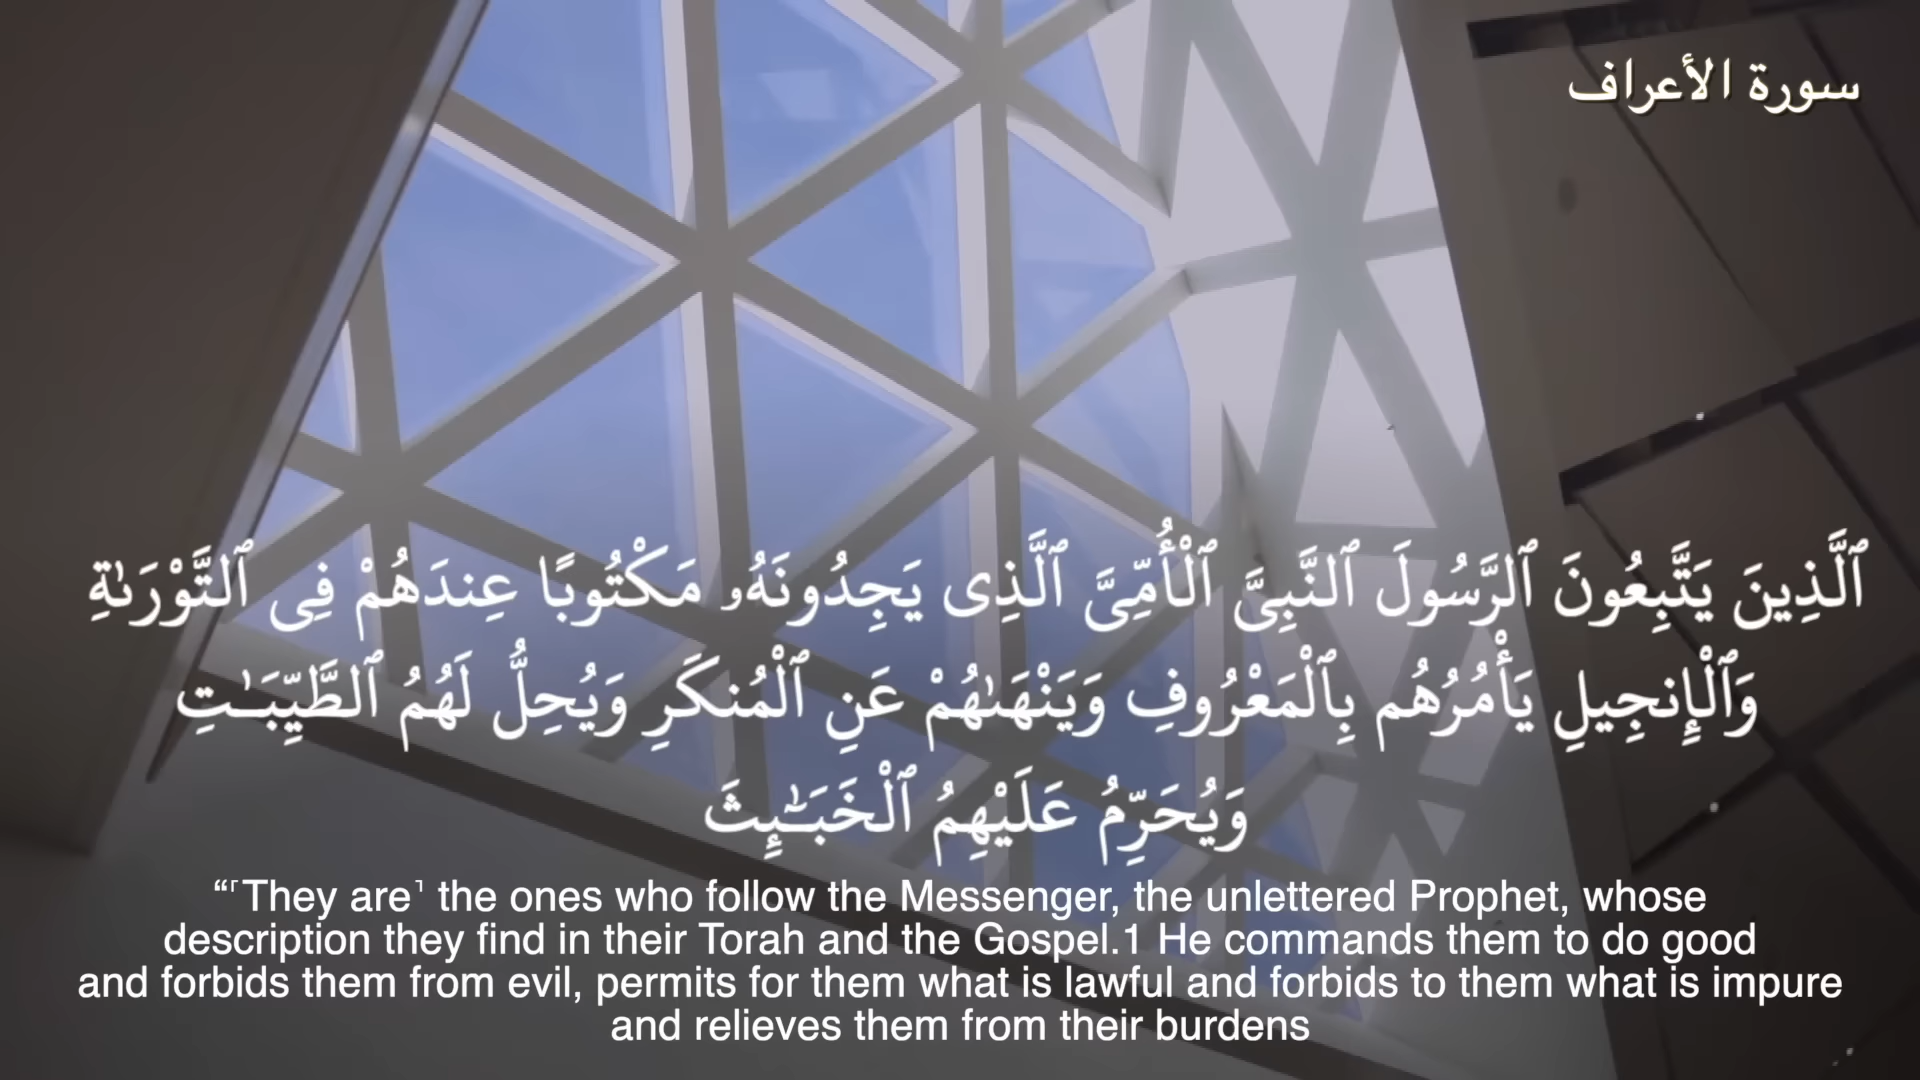 سورة الأعراف
ٱلَّذِينَ يَتَّبِعُونَ ٱلرَّسُولَ ٱلنَّبِىَّ ٱلْأُمِّىَّ ٱلَّذِى يَجِدُونَهُۥ مَكْتُوبًا عِندَهُمْ فِى ٱلتَّوْرَىٰةِ
وَٱلْإِنجِيلِ يَأْمُرُهُم بِٱلْمَعْرُوفِ وَيَنْهَىٰهُمْ عَنِ ٱلْمُنكَرِ وَيُحِلُّ لَهُمُ ٱلطَّيِّبَـٰتِ
وَيُحَرِّمُ عَلَيْهِمُ ٱلْخَبَـٰٓئِثَ
“˹They are˺ the ones who follow the Messenger, the unlettered Prophet, whose
description they find in their Torah and the Gospel.1 He commands them to do good
and forbids them from evil, permits for them what is lawful and forbids to them what is impure
and relieves them from their burdens